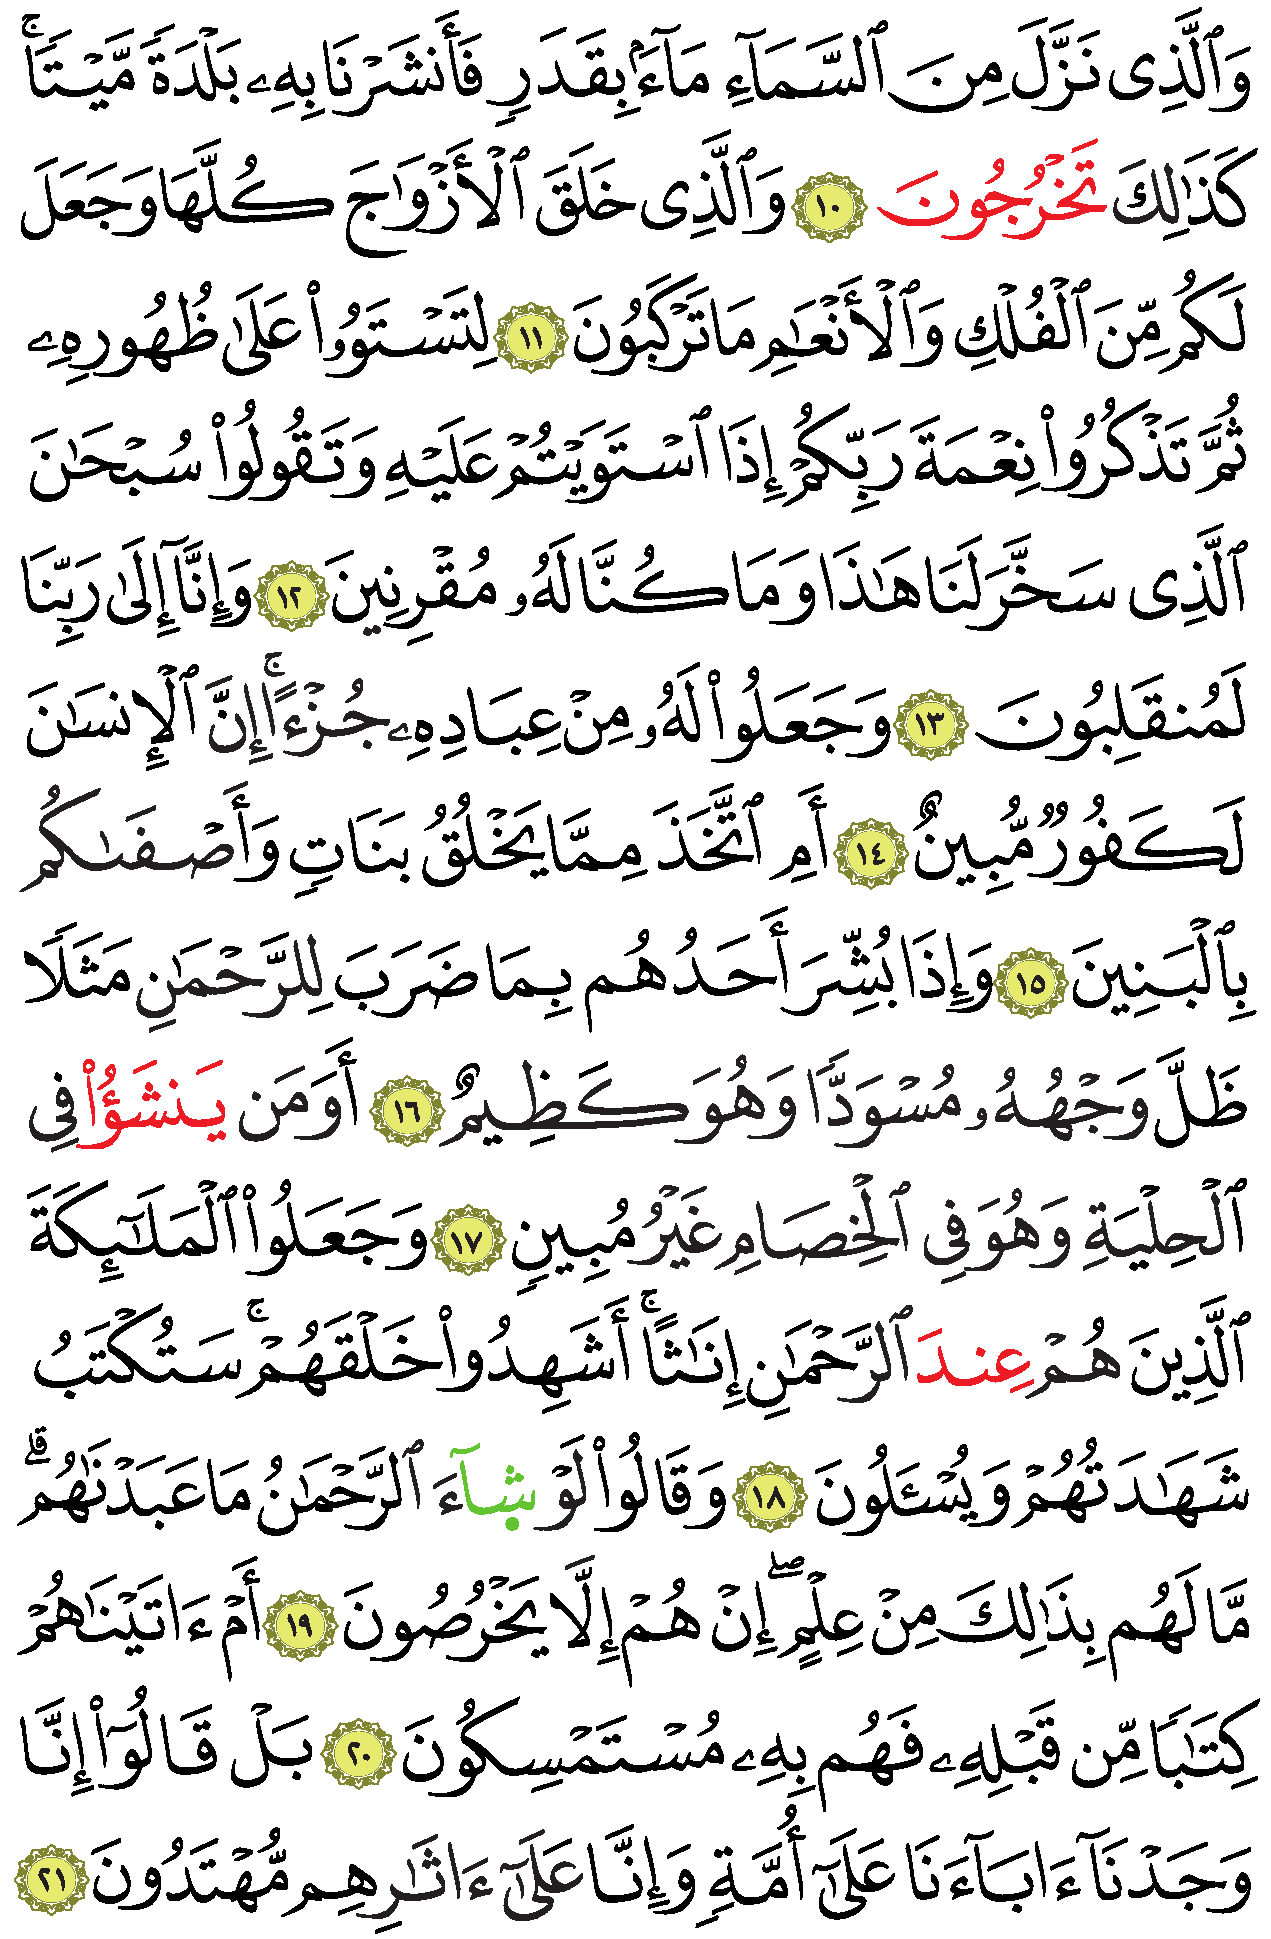 وَٱلَّذِى نَزَّلَ مِنَ ٱلسَّمَآءِ مَآءَۢ بِقَدَرٖ فَأَنشَرۡنَا بِهِۦ بَلۡدَةٗ مَّيۡتٗاۚ
كَذَٰلِكَ تَخۡرُجُونَ ١٠ وَٱلَّذِى خَلَقَ ٱلۡأَزۡوَٰجَ كُلَّهَا وَجَعَلَ
لَكُم مِّنَ ٱلۡفُلۡكِ وَٱلۡأَنۡعَٰمِ مَا تَرۡكَبُونَ ١١ لِتَسۡتَوُۥاْ عَلَىٰ ظُهُورِهِۦ
ثُمَّ تَذۡكُرُواْ نِعۡمَةَ رَبِّكُمۡ إِذَا ٱسۡتَوَيۡتُمۡ عَلَيۡهِ وَتَقُولُواْ سُبۡحَٰنَ
ٱلَّذِى سَخَّرَ لَنَا هَٰذَا وَمَا كُنَّا لَهُۥ مُقۡرِنِينَ ١٢ وَإِنَّآ إِلَىٰ رَبِّنَا
لَمُنقَلِبُونَ ١٣ وَجَعَلُواْ لَهُۥ مِنۡ عِبَادِهِۦ جُزۡءًاۚ إِنَّ ٱلۡإِنسَٰنَ
لَكَفُورٞ مُّبِينٌ ١٤ أَمِ ٱتَّخَذَ مِمَّا يَخۡلُقُ بَنَاتٖ وَأَصۡفَىٰكُم
بِٱلۡبَنِينَ ١٥ وَإِذَا بُشِّرَ أَحَدُهُم بِمَا ضَرَبَ لِلرَّحۡمَٰنِ مَثَلٗا
ظَلَّ وَجۡهُهُۥ مُسۡوَدّٗا وَهُوَ كَظِيمٌ ١٦ أَوَمَن يَنشَؤُاْ فِى
ٱلۡحِلۡيَةِ وَهُوَ فِى ٱلۡخِصَامِ غَيۡرُ مُبِينٖ ١٧ وَجَعَلُواْ ٱلۡمَلَٰٓئِكَةَ
ٱلَّذِينَ هُمۡ عِندَ ٱلرَّحۡمَٰنِ إِنَٰثًاۚ أَشَهِدُواْ خَلۡقَهُمۡۚ سَتُكۡتَبُ
شَهَٰدَتُهُمۡ وَيُسۡـَٔلُونَ ١٨ وَقَالُواْ لَوۡ شَآءَ ٱلرَّحۡمَٰنُ مَا عَبَدۡنَٰهُمۗ
مَّا لَهُم بِذَٰلِكَ مِنۡ عِلۡمٍۖ إِنۡ هُمۡ إِلَّا يَخۡرُصُونَ ١٩ أَمۡ ءَاتَيۡنَٰهُمۡ
كِتَٰبٗا مِّن قَبۡلِهِۦ فَهُم بِهِۦ مُسۡتَمۡسِكُونَ ٢٠ بَلۡ قَالُوٓاْ إِنَّا
وَجَدۡنَآ ءَابَآءَنَا عَلَىٰٓ أُمَّةٖ وَإِنَّا عَلَىٰٓ ءَاثَٰرِهِم مُّهۡتَدُونَ ٢١